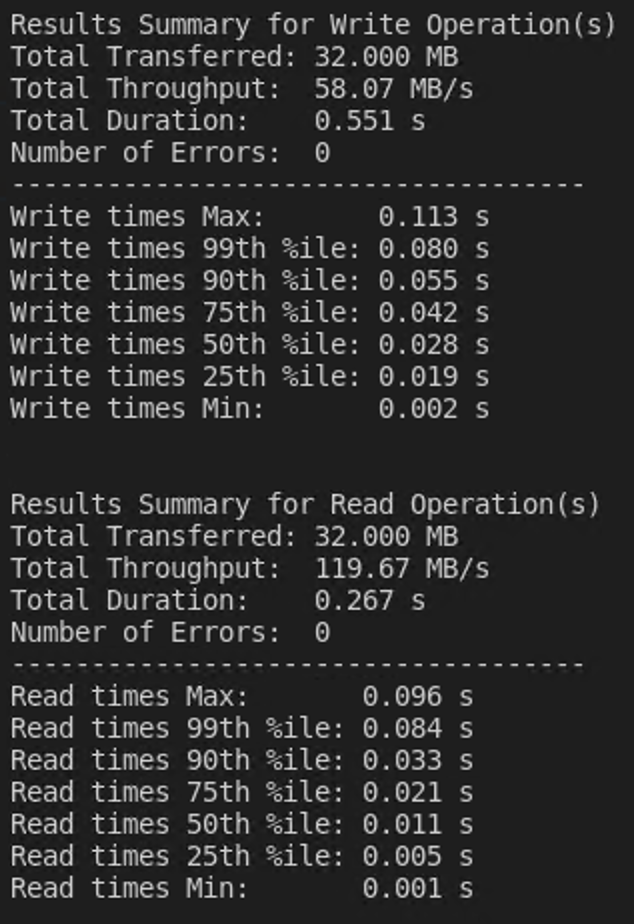 Results Summary for Write Operation(s)
Total Transferred: 32.000 MB
Total Throughput:  58.07 MB/s
Total Duration:    0.551 s
Number of Errors:  0
------------------------------------
Write times Max:       0.113 s
Write times 99th %ile: 0.080 s
Write times 90th %ile: 0.055 s
Write times 75th %ile: 0.042 s
Write times 50th %ile: 0.028 s
Write times 25th %ile: 0.019 s
Write times Min:       0.002 s
Results Summary for Read Operation(s)
Total Transferred: 32.000 MB
Total Throughput:  119.67 MB/s
Total Duration:    0.267 s
Number of Errors:  0
------------------------------------
Read times Max:       0.096 s
Read times 99th %ile: 0.084 s
Read times 90th %ile: 0.033 s
Read times 75th %ile: 0.021 s
Read times 50th %ile: 0.011 s
Read times 25th %ile: 0.005 s
Read times Min:       0.001 s